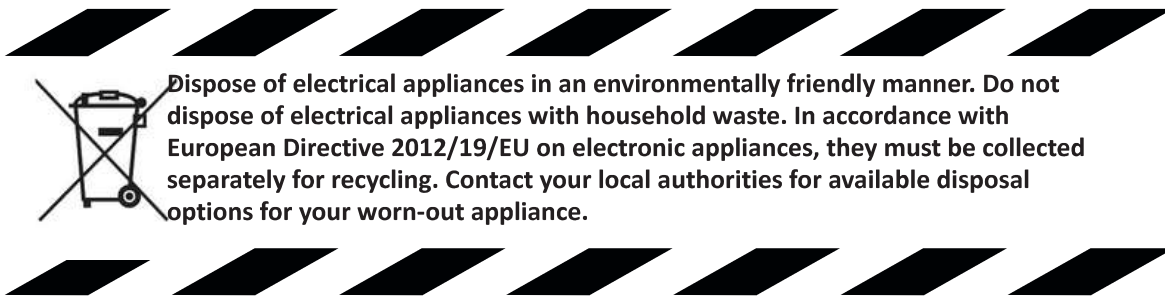 Dispose of electrical appliances in an environmentally friendly manner. Do not
dispose of electrical appliances with household waste. In accordance with
European Directive 2012/19/EU on electronic appliances, they must be collected
separately for recycling. Contact your local authorities for available disposal
options for your worn-out appliance.